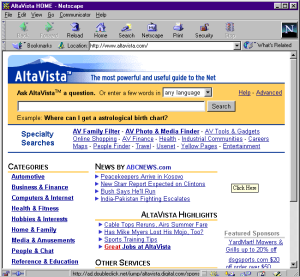 AltaVista HOME - Netscape
File Edit View Go Communicator Help
Back Forward Reload Home Search Netscape Print Security Stop
Bookmarks Location: http://www.altavista.com/ What's Related
AltaVista™ The most powerful and useful guide to the Net
Ask AltaVista™ a question. Or enter a few words in any language Help - Advanced
Search
Example: Where can I get a astrological birth chart?
Specialty Searches
AV Family Filter - AV Photo & Media Finder - AV Tools & Gadgets
Online Shopping - AV Finance - Health - Industrial Communities - Careers
Maps - People Finder - Travel - Usenet - Yellow Pages - Entertainment
CATEGORIES
Automotive
Business & Finance
Computers & Internet
Health & Fitness
Hobbies & Interests
Home & Family
Media & Amusements
People & Chat
Reference & Education
NEWS BY ABCNEWS.com
Peacekeepers Arrive in Kosovo
New Starr Report Expected on Clintons
Bush Says He'll Run
India-Pakistan Fighting Escalates
Click Here
ALTAVISTA HIGHLIGHTS
Cable Tops Reruns, Airs Summer Fare
Has Mike Myers Lost His Mojo, Too?
Sports Training Tips
Great Jobs at AltaVista
OTHER SERVICES
Featured Sponsors
YardMart! Mowers &
Grills up to 20% off
dogsports.com $20
off order from
http://ad.doubleclick.net/jump/altavista.digital.com/